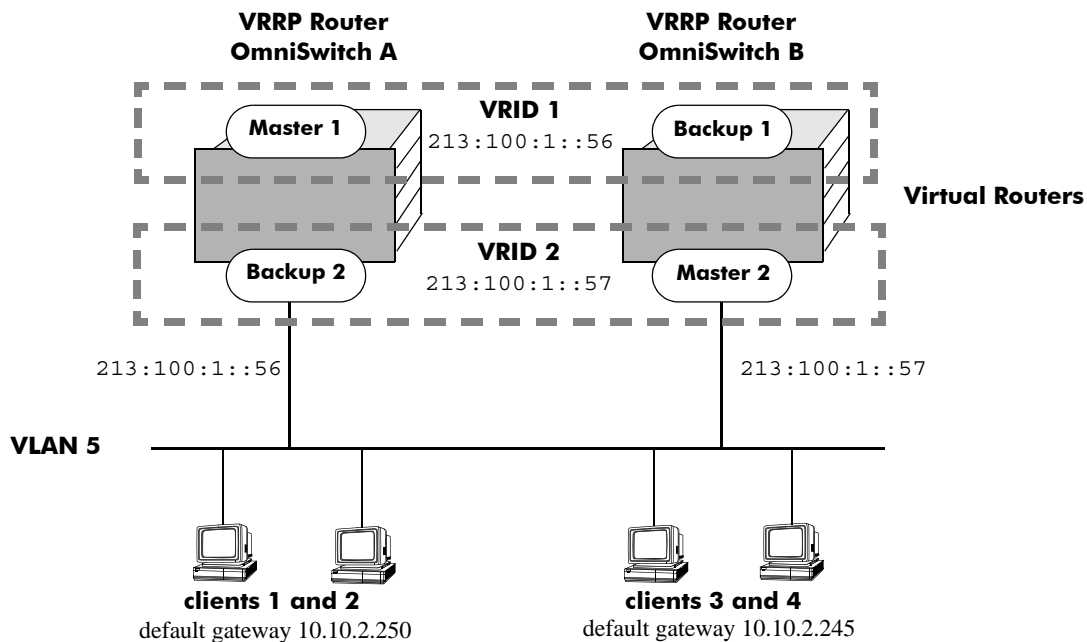 VRRP Router
OmniSwitch A
VRRP Router
OmniSwitch B
Master 1
VRID 1
213:100:1::56
Backup 1
Virtual Routers
Backup 2
VRID 2
213:100:1::57
Master 2
213:100:1::56
213:100:1::57
VLAN 5
clients 1 and 2
default gateway 10.10.2.250
clients 3 and 4
default gateway 10.10.2.245